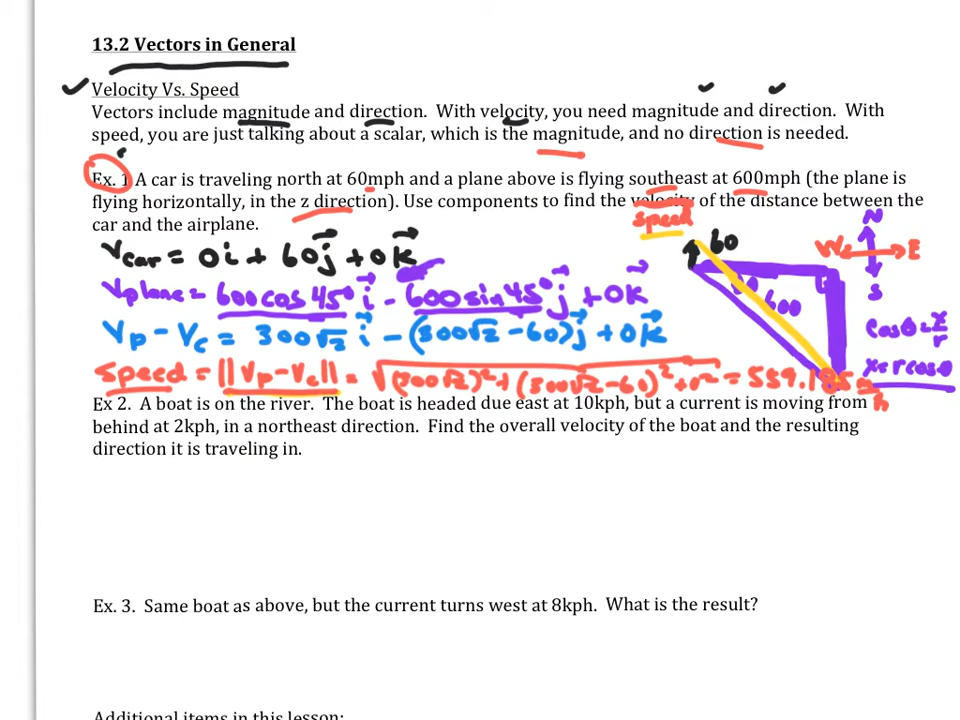 13.2 Vectors in General
Velocity Vs. Speed
Vectors include magnitude and direction. With velocity, you need magnitude and direction. With
speed, you are just talking about a scalar, which is the magnitude, and no direction is needed.
Ex. 1 A car is traveling north at 60mph and a plane above is flying southeast at 600mph (the plane is
flying horizontally, in the z direction). Use components to find the velocity of the distance between the
car and the airplane.
speed
Vcar = 0i + 60j + 0k
60
N
W E
S
Vplane = 600cos45° i - 600sin45° j + 0k
600
Vp - Vc = 300√2 i - (300√2 - 60)j + 0k
cosθ = x/r
x = r cosθ
Speed = ||Vp - Vc|| = √(300√2)² + (300√2 - 60)² + 0² = 559.185 m/h
Ex 2. A boat is on the river. The boat is headed due east at 10kph, but a current is moving from
behind at 2kph, in a northeast direction. Find the overall velocity of the boat and the resulting
direction it is traveling in.
Ex. 3. Same boat as above, but the current turns west at 8kph. What is the result?
Additional items in this lesson: